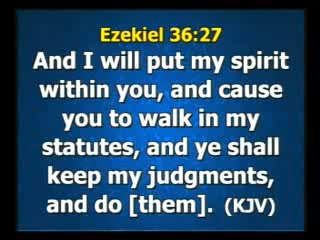 Ezekiel 36:27
And I will put my spirit
within you, and cause
you to walk in my
statutes, and ye shall
keep my judgments,
and do [them]. (KJV)